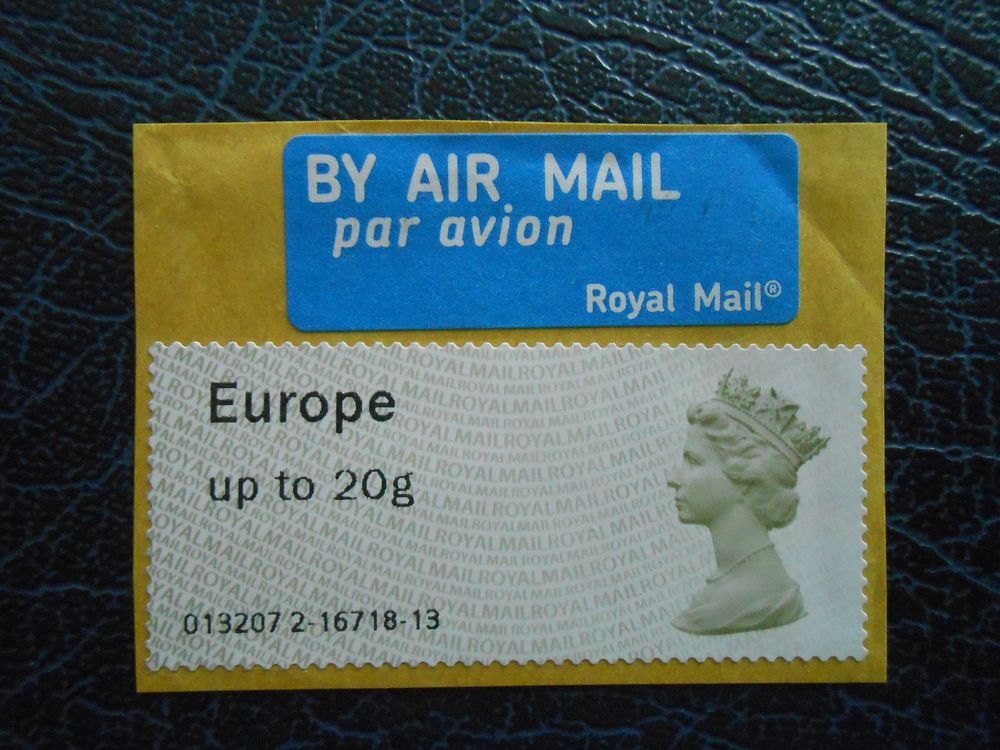 BY AIR MAIL
par avion
Royal Mail®
Europe
up to 20g
013207 2-16718-13